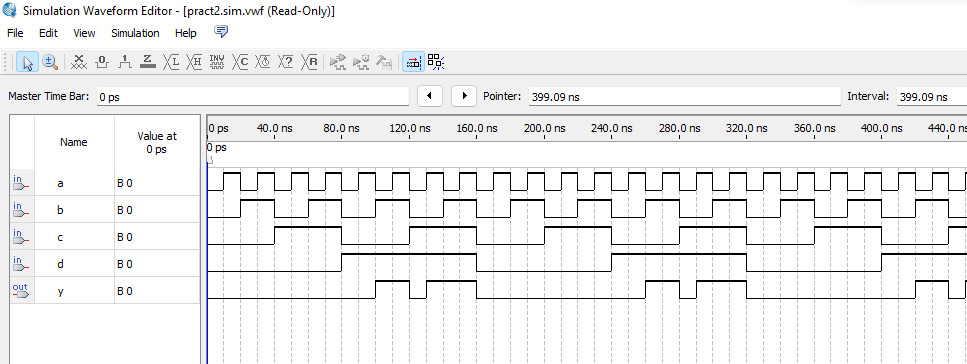 Simulation Waveform Editor - [pract2.sim.vwf (Read-Only)]
File Edit View Simulation Help
Master Time Bar: 0 ps Pointer: 399.09 ns Interval: 399.09 ns
Name Value at 0 ps
0 ps 40.0 ns 80.0 ns 120.0 ns 160.0 ns 200.0 ns 240.0 ns 280.0 ns 320.0 ns 360.0 ns 400.0 ns 440.0
0 ps
in a B 0
in b B 0
in c B 0
in d B 0
out y B 0